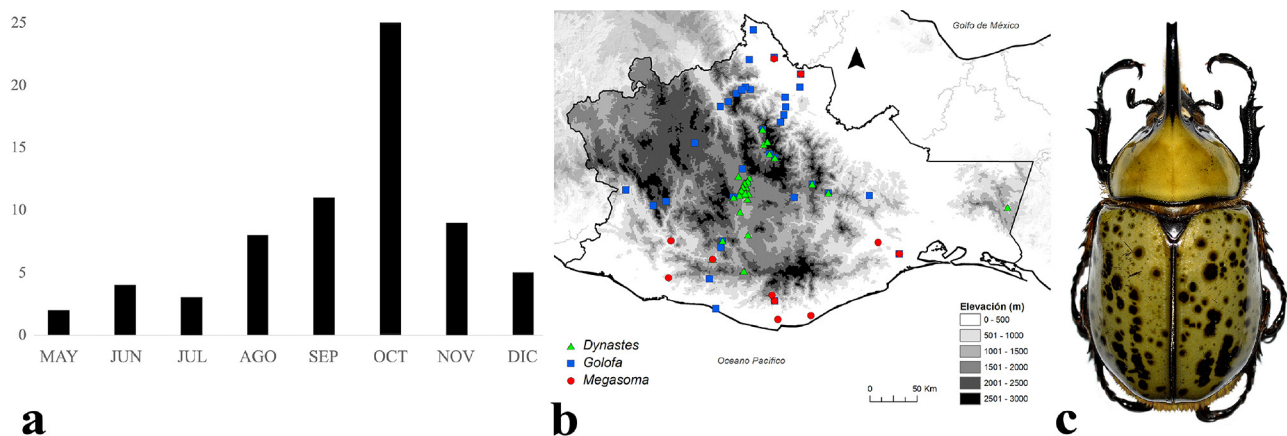 25
20
15
10
5
0
MAY JUN JUL AGO SEP OCT NOV DIC
a
Golfo de México
Oceano Pacífico
Dynastes
Golofa
Megasoma
0 50 Km
Elevación (m)
0 - 500
501 - 1000
1001 - 1500
1501 - 2000
2001 - 2500
2501 - 3000
b
c